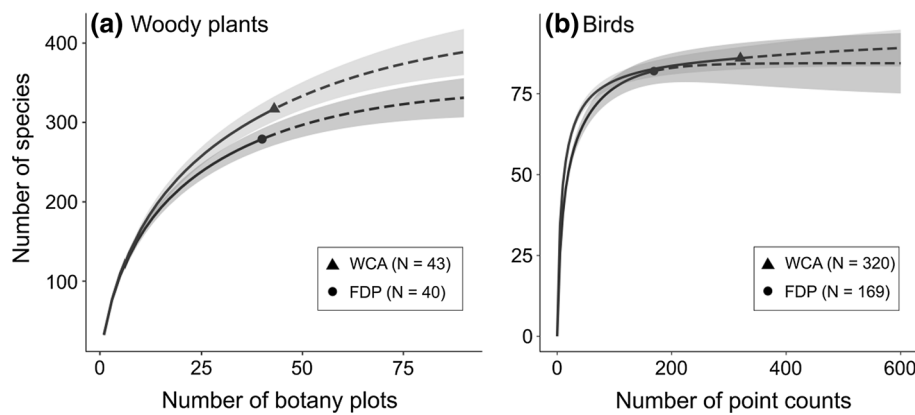 (a) Woody plants
Number of species
400
300
200
100
WCA (N = 43)
FDP (N = 40)
0
25
50
75
Number of botany plots
(b) Birds
75
50
25
0
WCA (N = 320)
FDP (N = 169)
0
200
400
600
Number of point counts